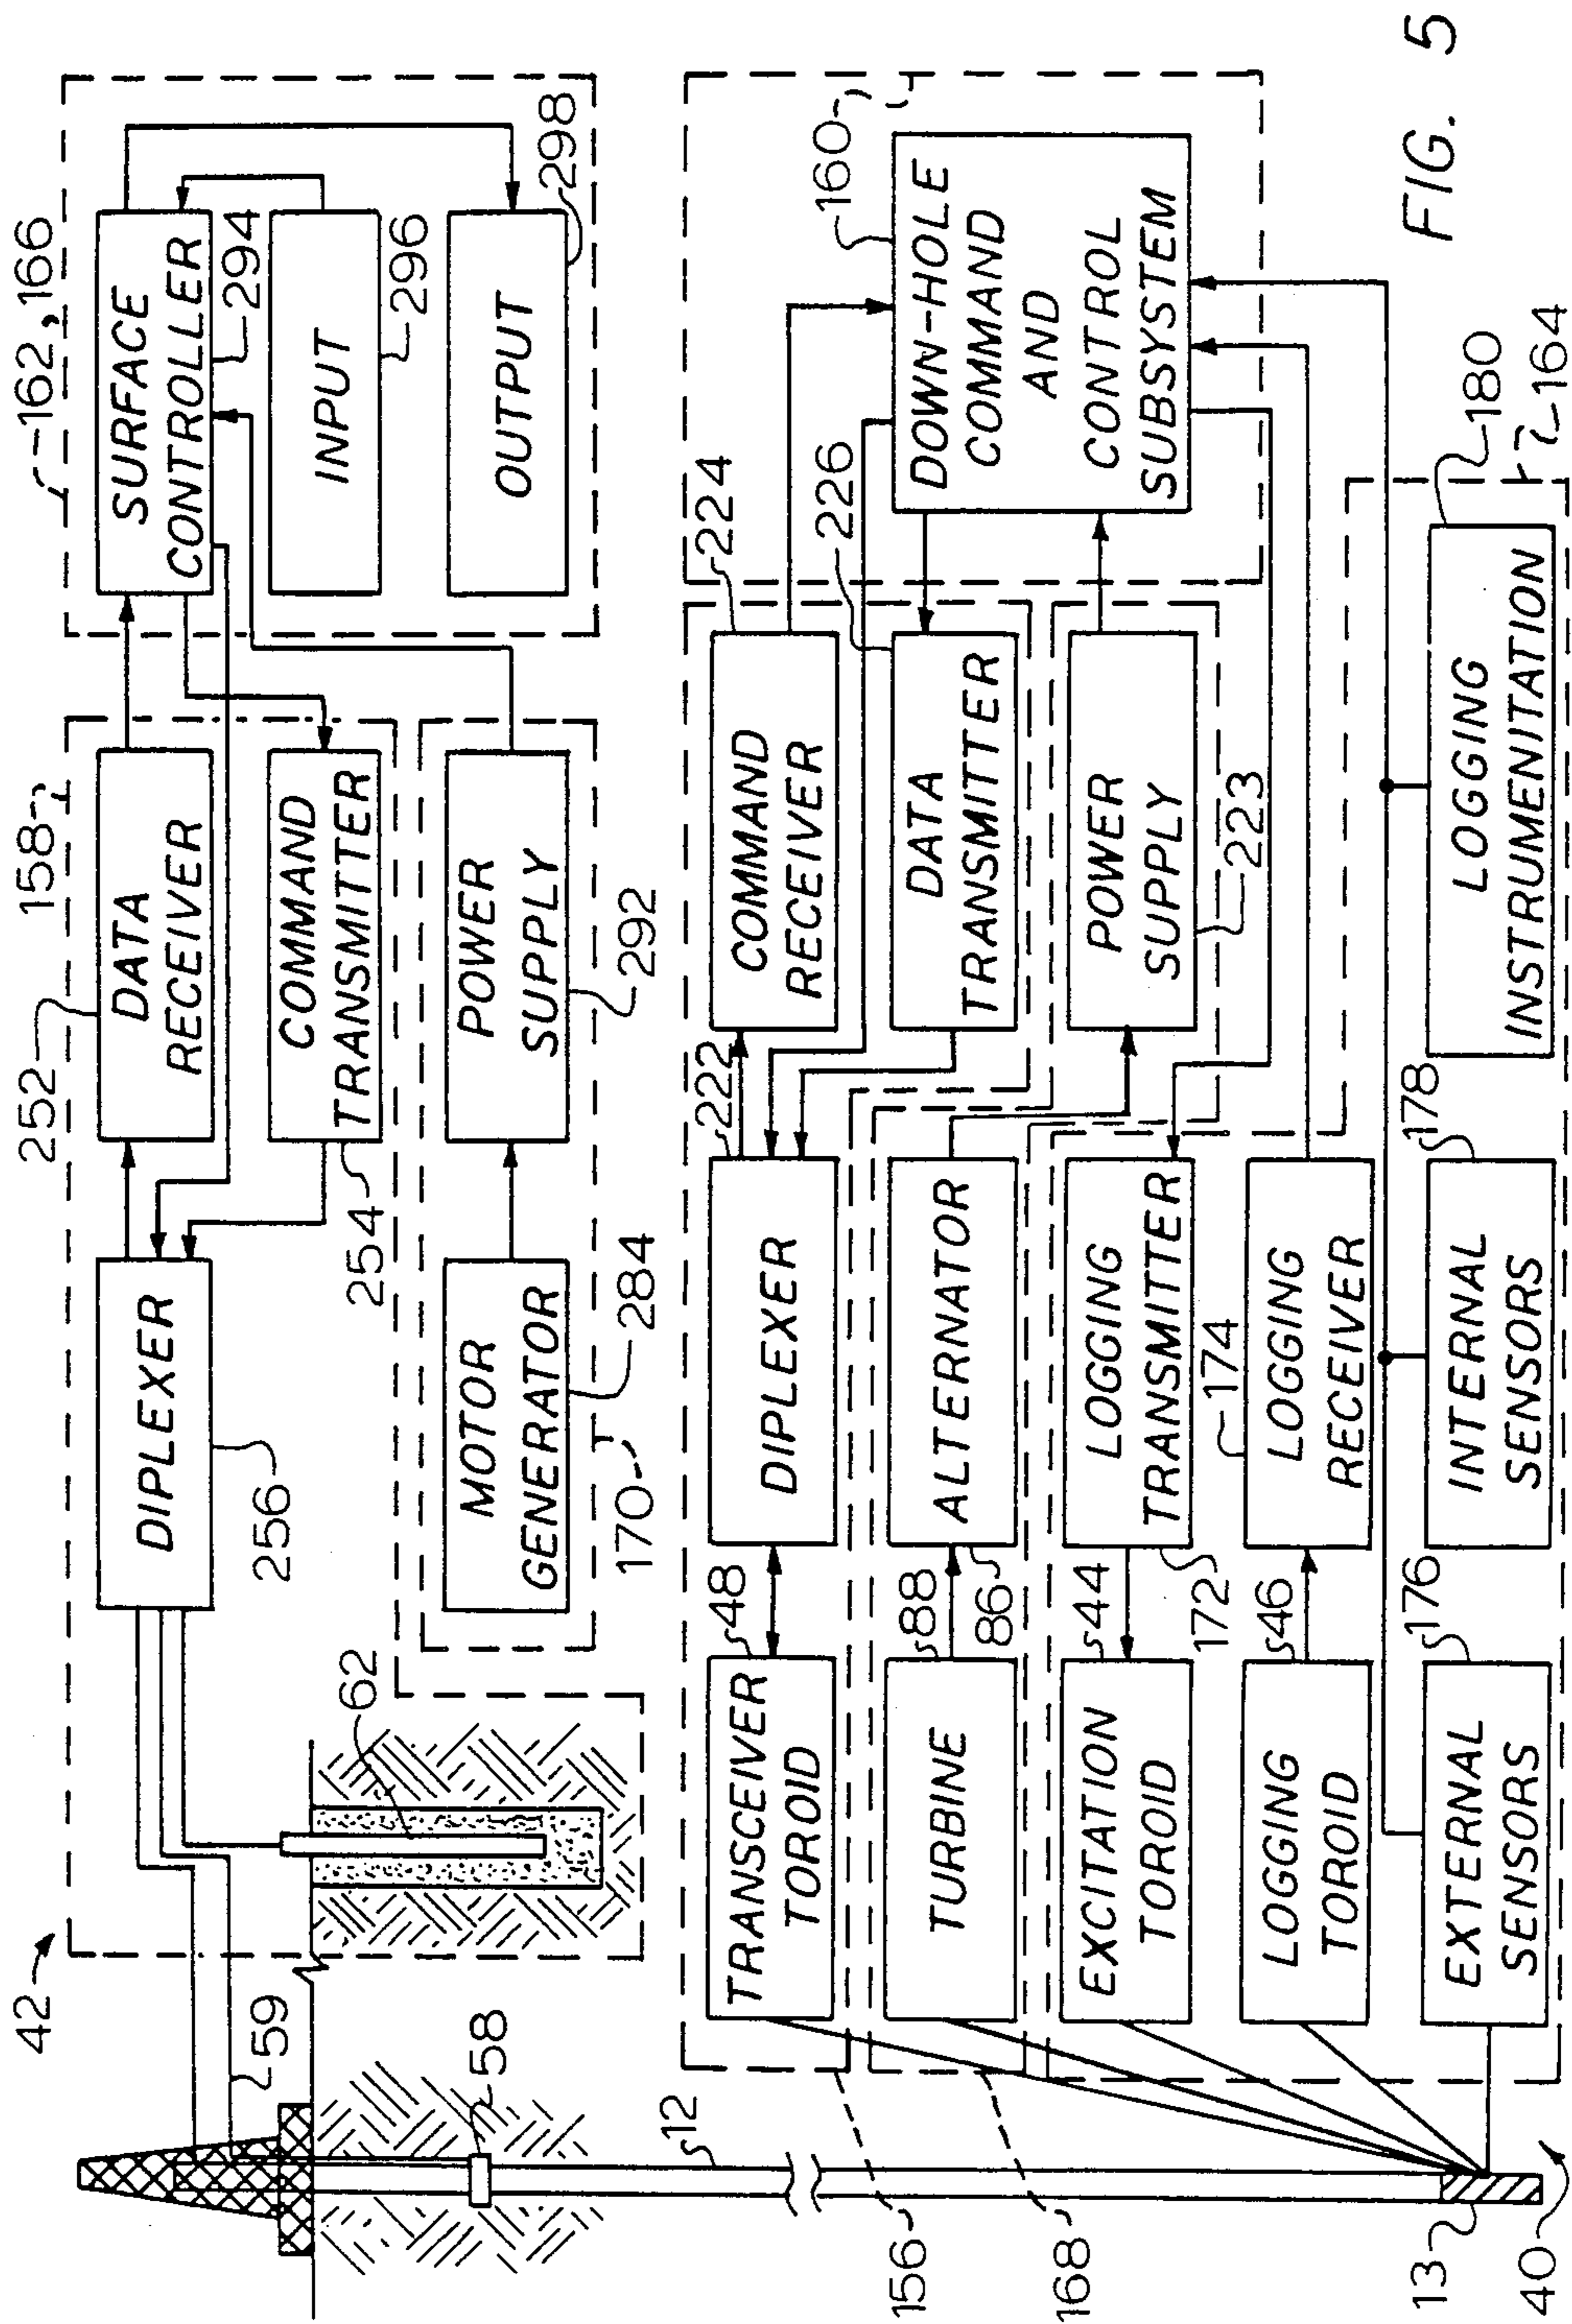 42
252
158
162, 166
59
DIPLEXER
256
DATA
RECEIVER
SURFACE
CONTROLLER
294
COMMAND
TRANSMITTER
254
INPUT
296
62
58
MOTOR
GENERATOR
284
170
POWER
SUPPLY
292
OUTPUT
298
12
TRANSCEIVER
TOROID
48
DIPLEXER
222
COMMAND
RECEIVER
224
160
TURBINE
88
ALTERNATOR
86
DATA
TRANSMITTER
226
DOWN-HOLE
COMMAND
AND
CONTROL
SUBSYSTEM
156
168
EXCITATION
TOROID
44
LOGGING
TRANSMITTER
172
POWER
SUPPLY
223
LOGGING
TOROID
46
LOGGING
RECEIVER
174
13
40
EXTERNAL
SENSORS
176
INTERNAL
SENSORS
178
LOGGING
INSTRUMENITATION
180
164
FIG. 5